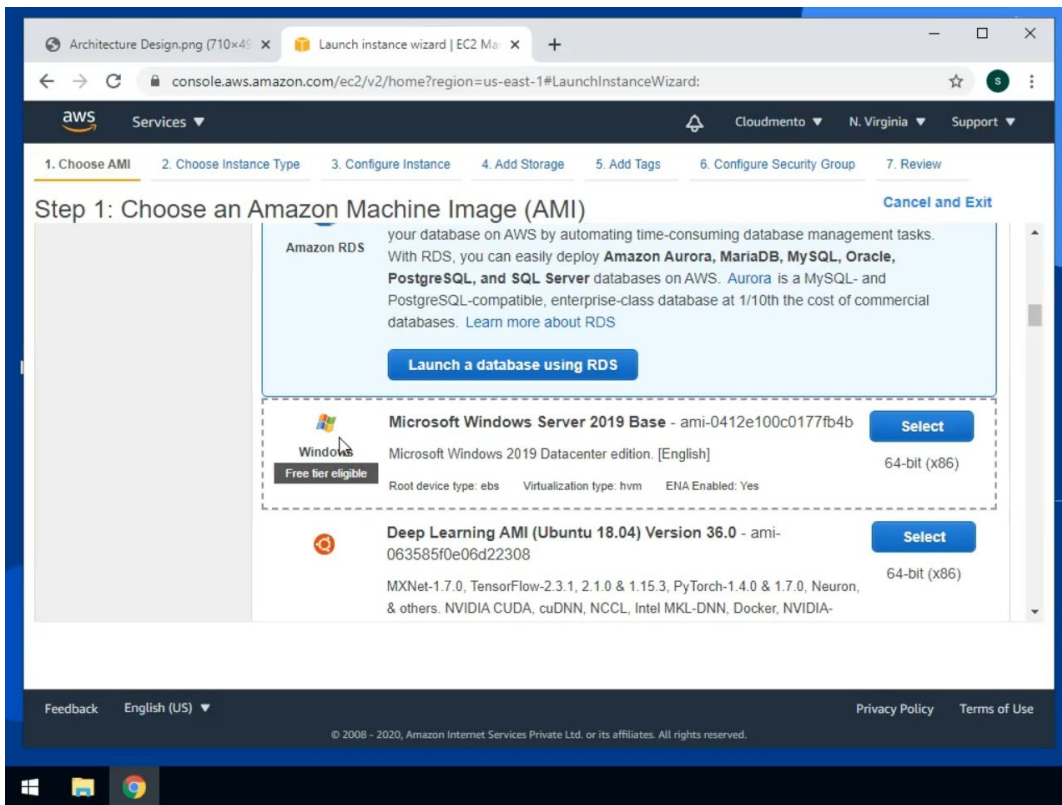 Architecture Design.png (710×49
Launch instance wizard | EC2 Ma
console.aws.amazon.com/ec2/v2/home?region=us-east-1#LaunchInstanceWizard:
S
aws
Services
Cloudmento
N. Virginia
Support
1. Choose AMI
2. Choose Instance Type
3. Configure Instance
4. Add Storage
5. Add Tags
6. Configure Security Group
7. Review
Step 1: Choose an Amazon Machine Image (AMI)
Cancel and Exit
Amazon RDS
your database on AWS by automating time-consuming database management tasks.
With RDS, you can easily deploy Amazon Aurora, MariaDB, MySQL, Oracle,
PostgreSQL, and SQL Server databases on AWS. Aurora is a MySQL- and
PostgreSQL-compatible, enterprise-class database at 1/10th the cost of commercial
databases. Learn more about RDS
Launch a database using RDS
Windows
Free tier eligible
Microsoft Windows Server 2019 Base - ami-0412e100c0177fb4b
Microsoft Windows 2019 Datacenter edition. [English]
Root device type: ebs Virtualization type: hvm ENA Enabled: Yes
Select
64-bit (x86)
Deep Learning AMI (Ubuntu 18.04) Version 36.0 - ami-
063585f0e06d22308
MXNet-1.7.0, TensorFlow-2.3.1, 2.1.0 & 1.15.3, PyTorch-1.4.0 & 1.7.0, Neuron,
& others. NVIDIA CUDA, cuDNN, NCCL, Intel MKL-DNN, Docker, NVIDIA-
Select
64-bit (x86)
Feedback
English (US)
Privacy Policy
Terms of Use
© 2008 - 2020, Amazon Internet Services Private Ltd. or its affiliates. All rights reserved.